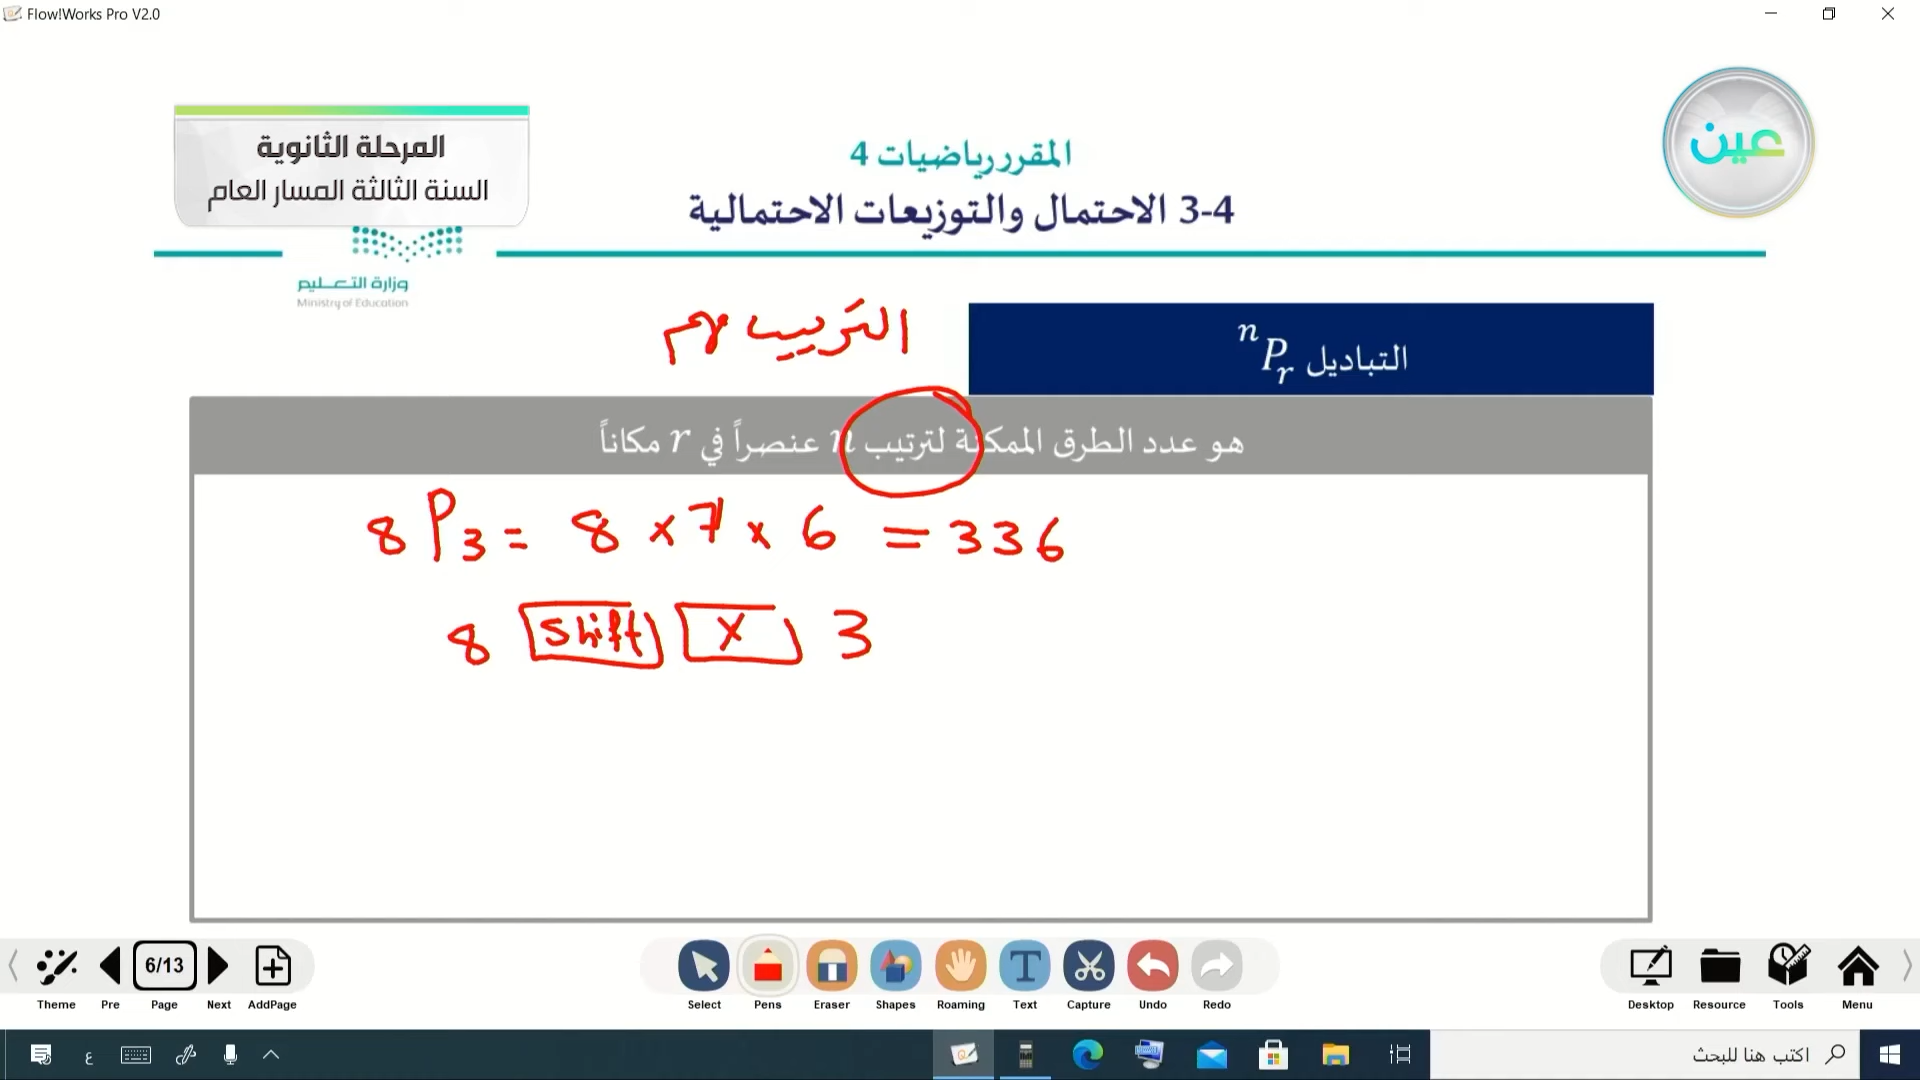 Flow!Works Pro V2.0
عين
المرحلة الثانوية
السنة الثالثة المسار العام
المقرر رياضيات 4
3-4 الاحتمال والتوزيعات الاحتمالية
وزارة التعليم
Ministry of Education
التباديل nPr
الترتيب مهم
هو عدد الطرق الممكنة لترتيب n عنصراً في r مكاناً
8P3 = 8 × 7 × 6 = 336
8 Shift X 3
6/13
Theme Pre Page Next AddPage
Select Pens Eraser Shapes Roaming Text Capture Undo Redo
Desktop Resource Tools Menu
ع
اكتب هنا للبحث